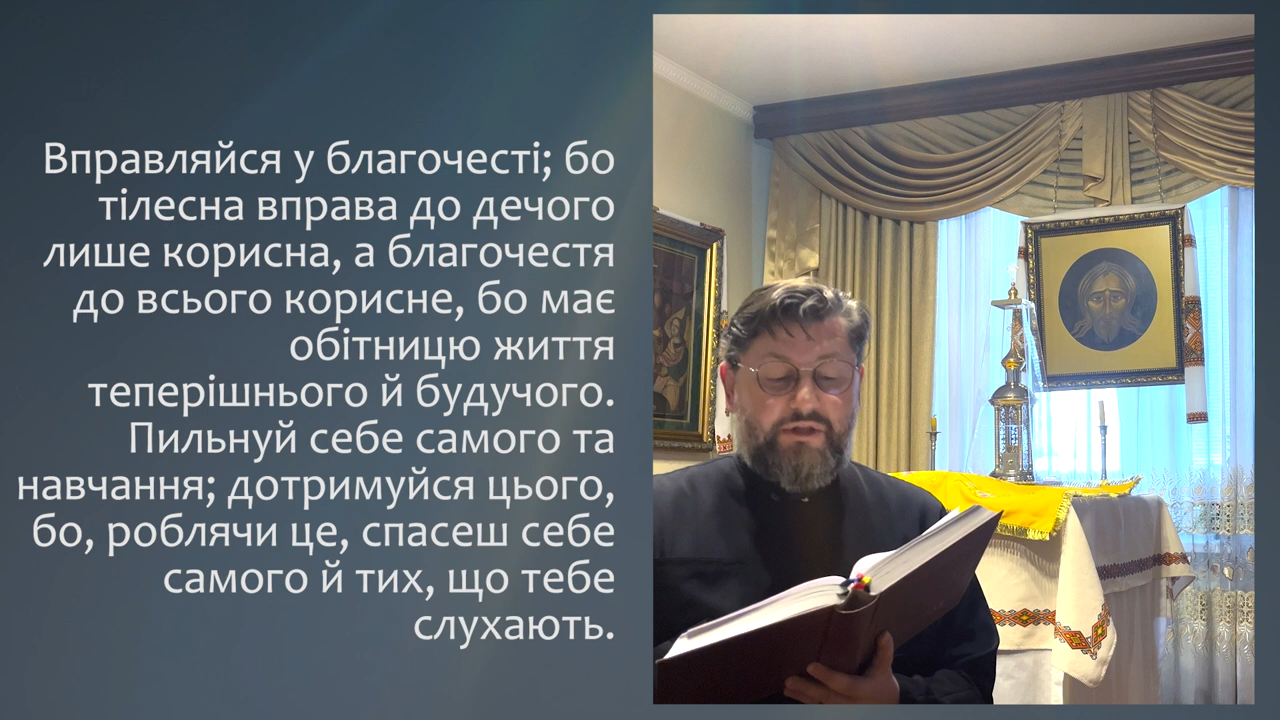 Вправляйся у благочесті; бо
тілесна вправа до дечого
лише корисна, а благочестя
до всього корисне, бо має
обітницю життя
теперішнього й будучого.
Пильнуй себе самого та
навчання; дотримуйся цього,
бо, роблячи це, спасеш себе
самого й тих, що тебе
слухають.